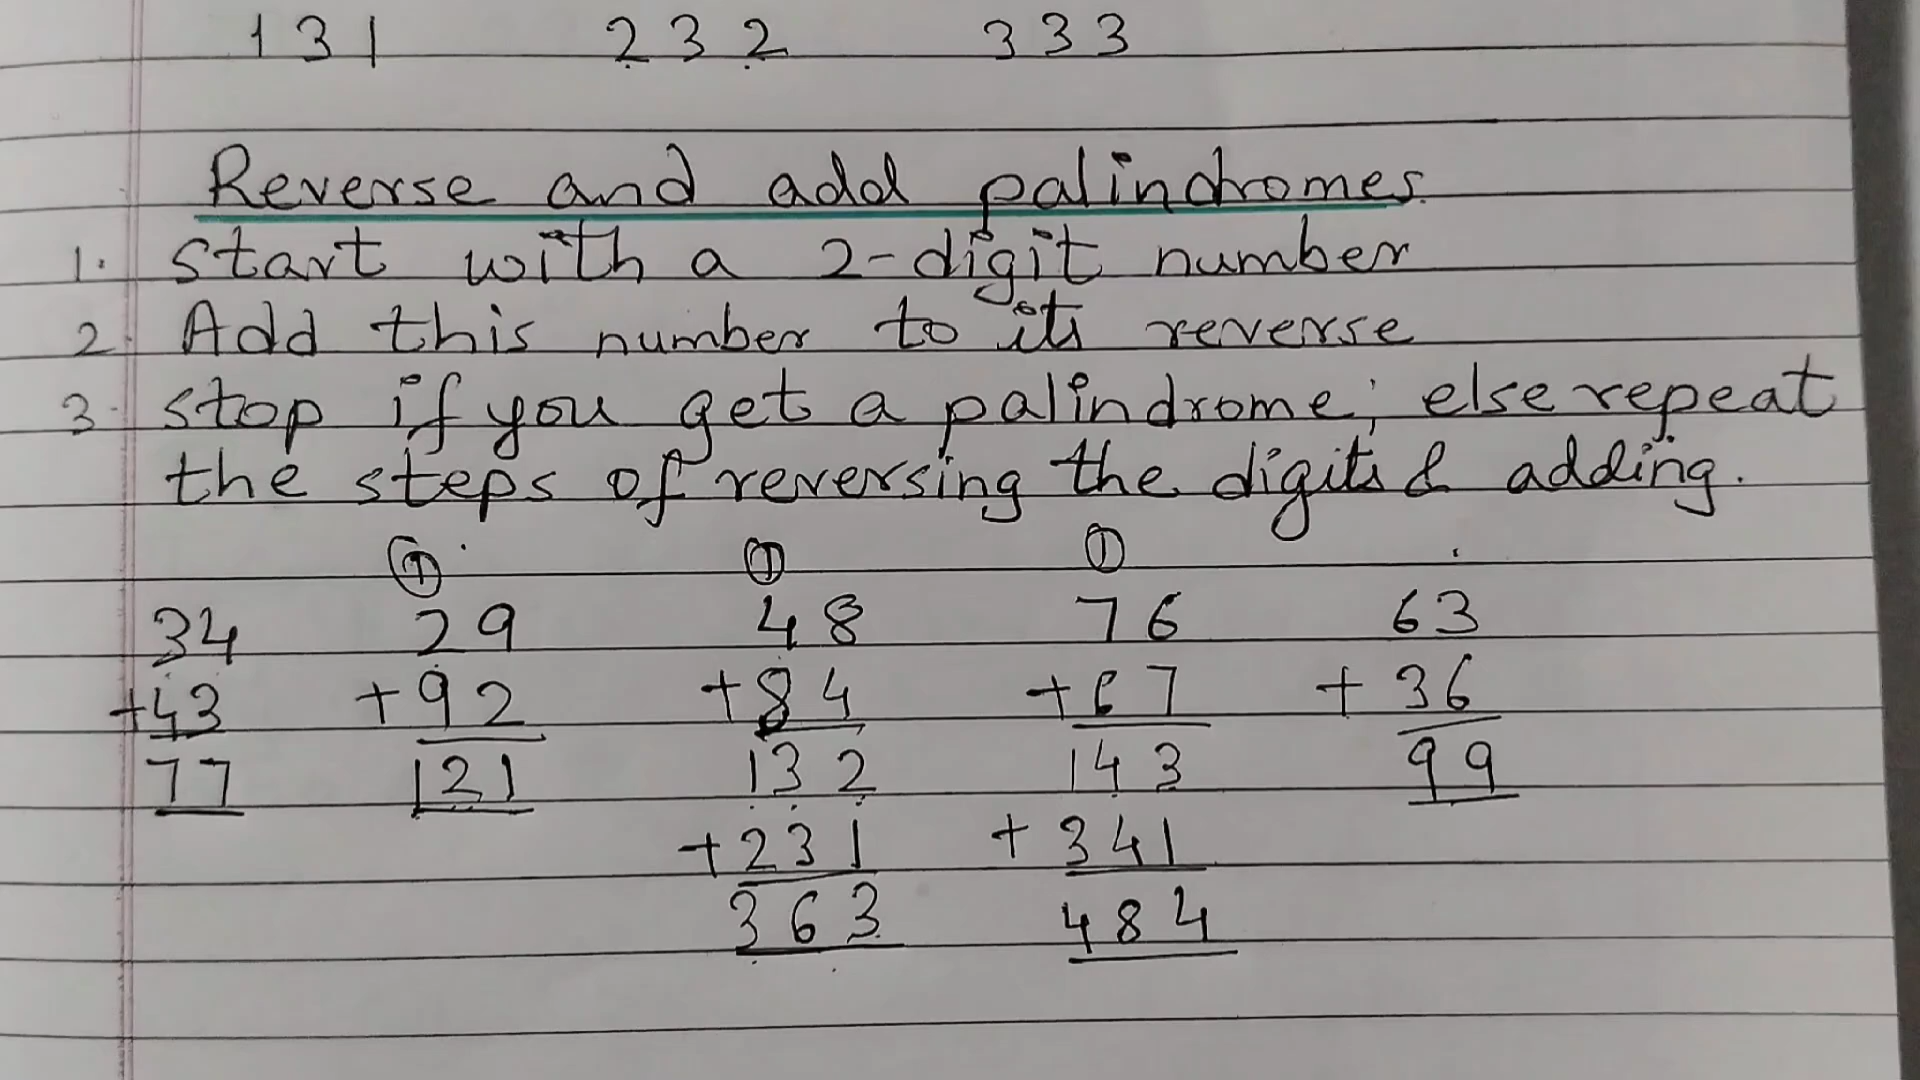 131 232 333
Reverse and add palindromes.
1. start with a 2-digit number
2. Add this number to its reverse
3. stop if you get a palindrome, else repeat
the steps of reversing the digits & adding.
1 1 1
34 29 48 76 63
+43 +92 +84 +67 +36
77 121 132 143 99
+231 +341
363 484